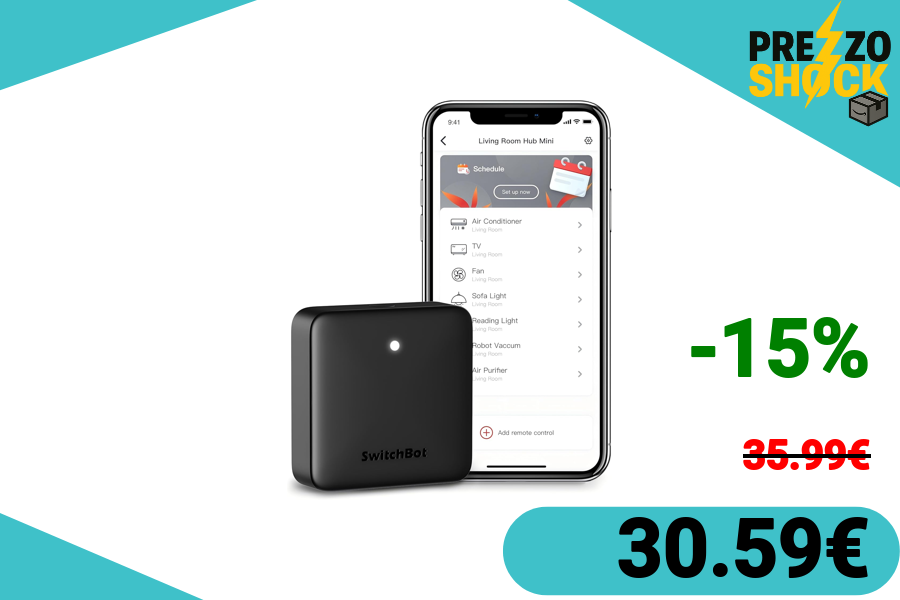 PREZZO
SHOCK
9:41
Living Room Hub Mini
Schedule
Set up now
Air Conditioner
Living Room
TV
Living Room
Fan
Living Room
Sofa Light
Living Room
Reading Light
Living Room
Robot Vaccum
Living Room
Air Purifier
Living Room
Add remote control
SwitchBot
-15%
35.99€
30.59€